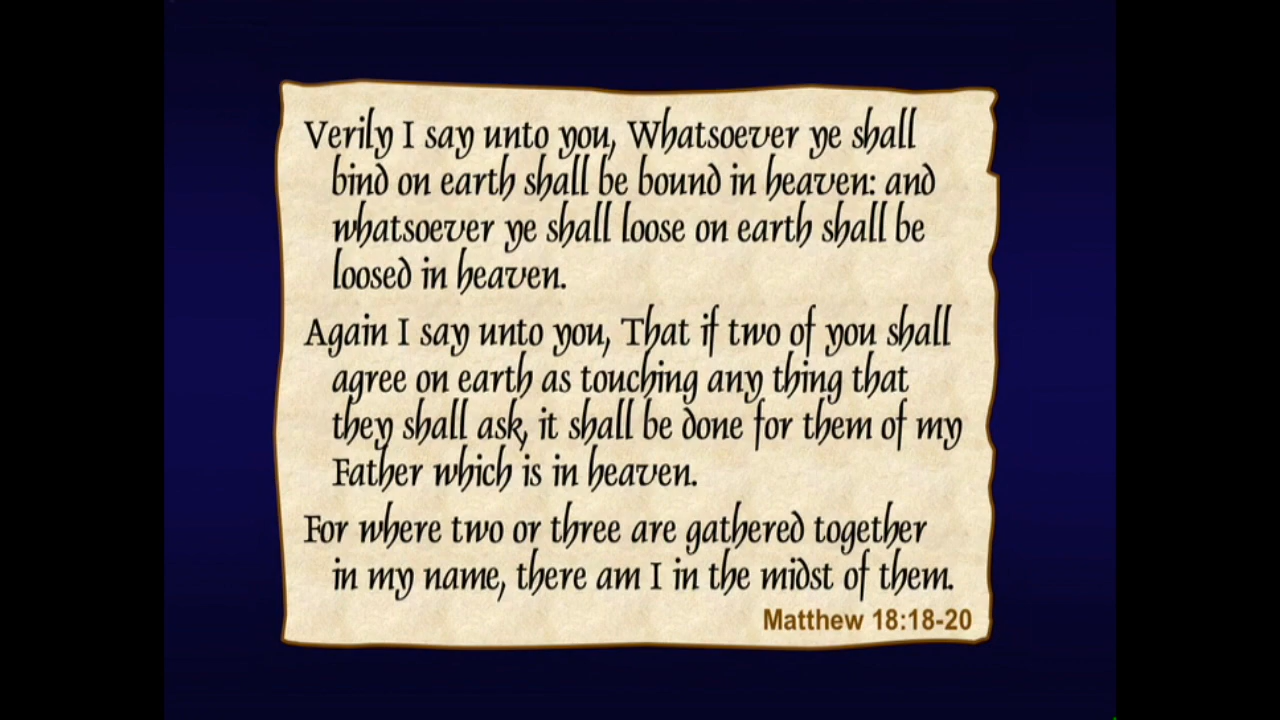 Verily I say unto you, Whatsoever ye shall
bind on earth shall be bound in heaven: and
whatsoever ye shall loose on earth shall be
loosed in heaven.
Again I say unto you, That if two of you shall
agree on earth as touching any thing that
they shall ask, it shall be done for them of my
Father which is in heaven.
For where two or three are gathered together
in my name, there am I in the midst of them.
Matthew 18:18-20